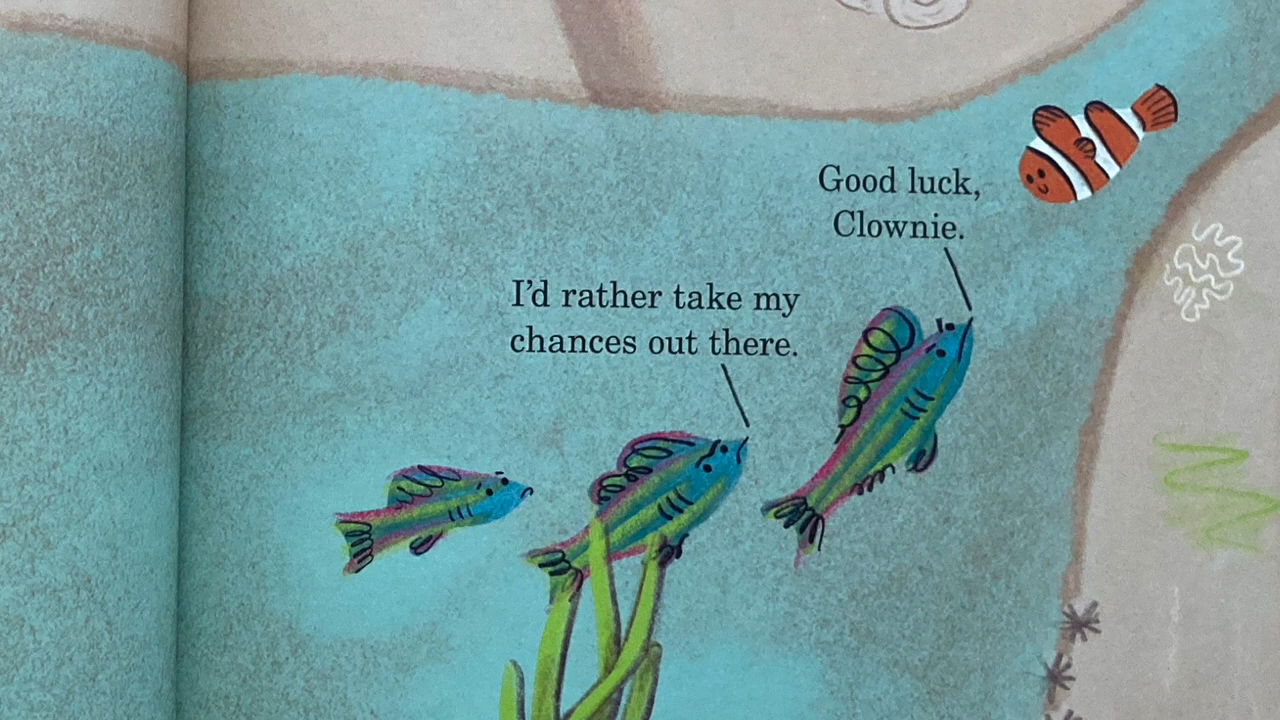 Good luck,
Clownie.
I'd rather take my
chances out there.